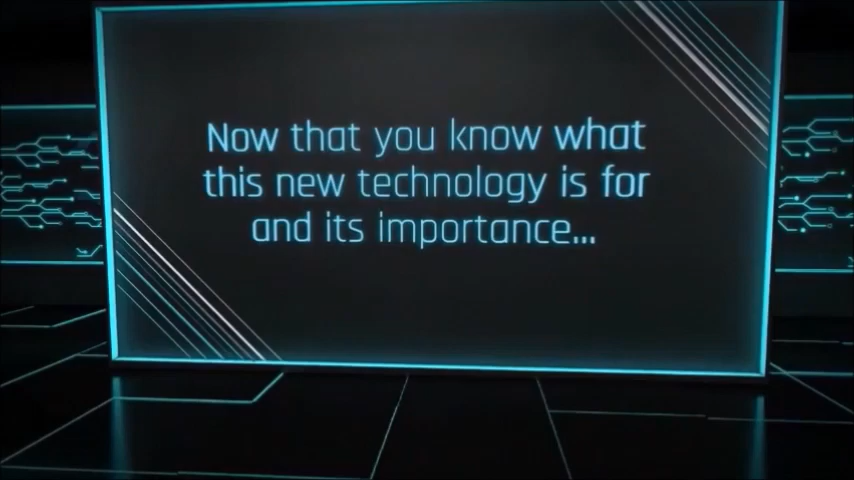 Now that you know what
this new technology is for
and its importance...